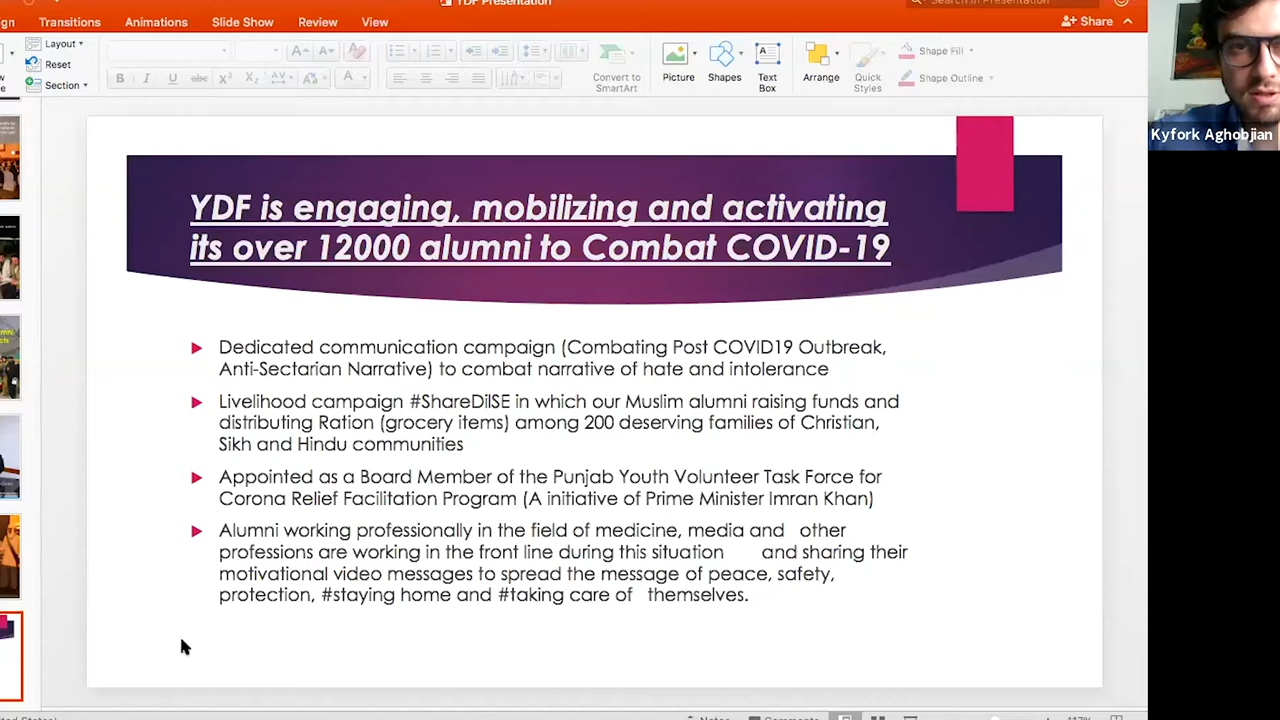 YDF Presentation
Search in Presentation
Transitions Animations Slide Show Review View
Share
Layout
Reset
Section
Convert to
SmartArt
Picture
Shapes
Text
Box
Arrange
Quick
Styles
Shape Fill
Shape Outline
Kyfork Aghobjian
YDF is engaging, mobilizing and activating
its over 12000 alumni to Combat COVID-19
Dedicated communication campaign (Combating Post COVID19 Outbreak,
Anti-Sectarian Narrative) to combat narrative of hate and intolerance
Livelihood campaign #ShareDilSE in which our Muslim alumni raising funds and
distributing Ration (grocery items) among 200 deserving families of Christian,
Sikh and Hindu communities
Appointed as a Board Member of the Punjab Youth Volunteer Task Force for
Corona Relief Facilitation Program (A initiative of Prime Minister Imran Khan)
Alumni working professionally in the field of medicine, media and other
professions are working in the front line during this situation and sharing their
motivational video messages to spread the message of peace, safety,
protection, #staying home and #taking care of themselves.
Notes
Comments
117%